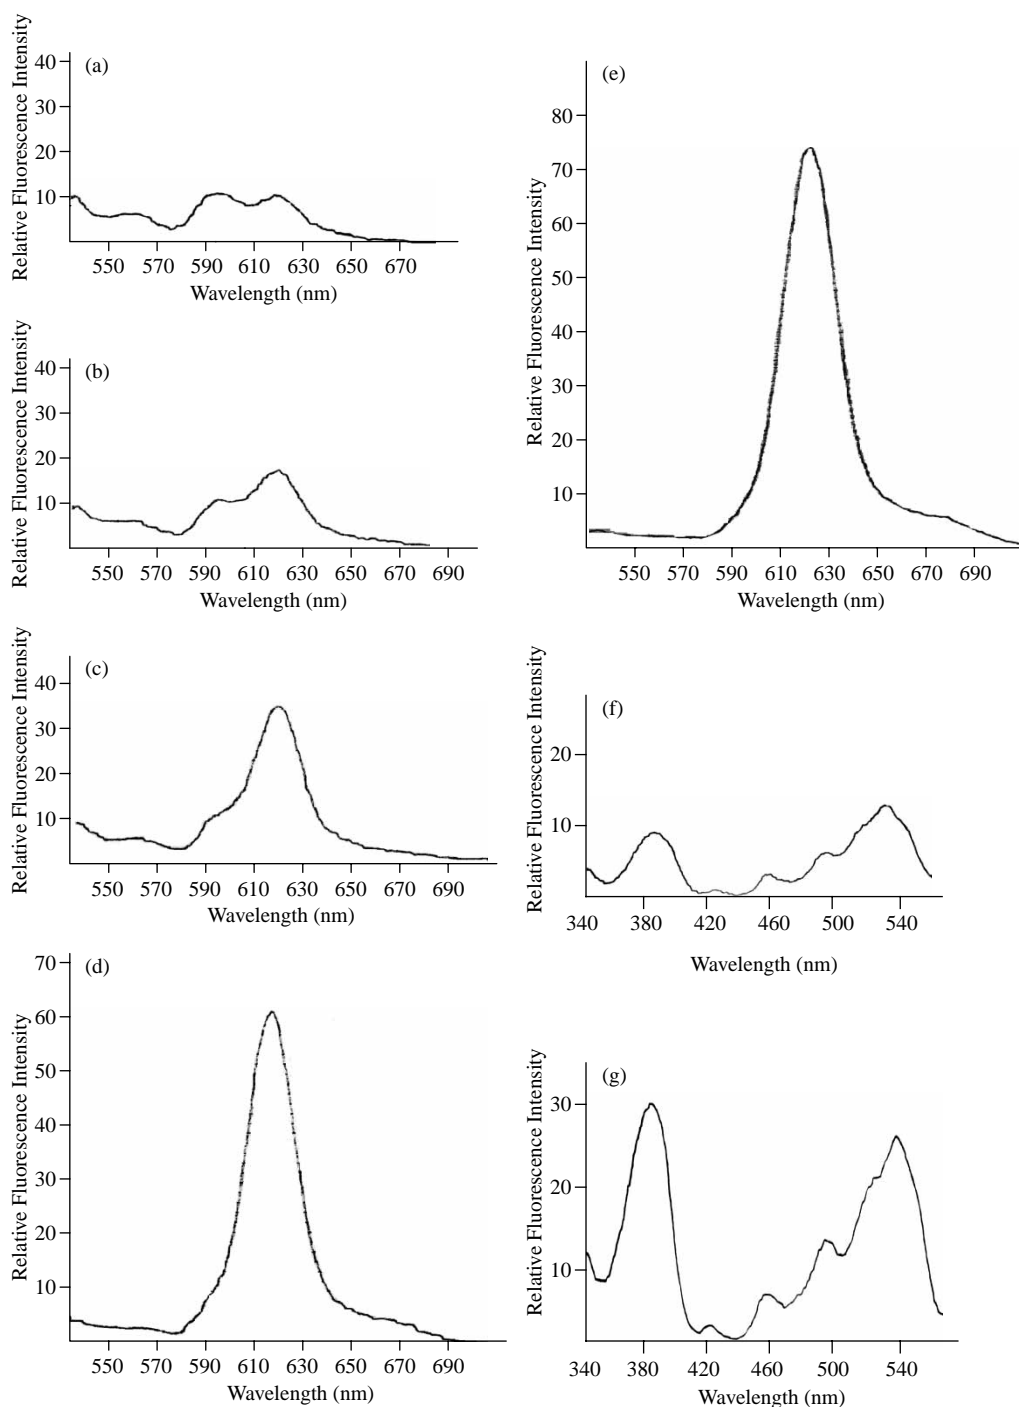 (a)
Relative Fluorescence Intensity
40
30
20
10
550 570 590 610 630 650 670
Wavelength (nm)
(b)
Relative Fluorescence Intensity
40
30
20
10
550 570 590 610 630 650 670 690
Wavelength (nm)
(c)
Relative Fluorescence Intensity
40
30
20
10
550 570 590 610 630 650 670 690
Wavelength (nm)
(d)
Relative Fluorescence Intensity
70
60
50
40
30
20
10
550 570 590 610 630 650 670 690
Wavelength (nm)
(e)
Relative Fluorescence Intensity
80
70
60
50
40
30
20
10
550 570 590 610 630 650 670 690
Wavelength (nm)
(f)
Relative Fluorescence Intensity
20
10
340 380 420 460 500 540
Wavelength (nm)
(g)
Relative Fluorescence Intensity
30
20
10
340 380 420 460 500 540
Wavelength (nm)